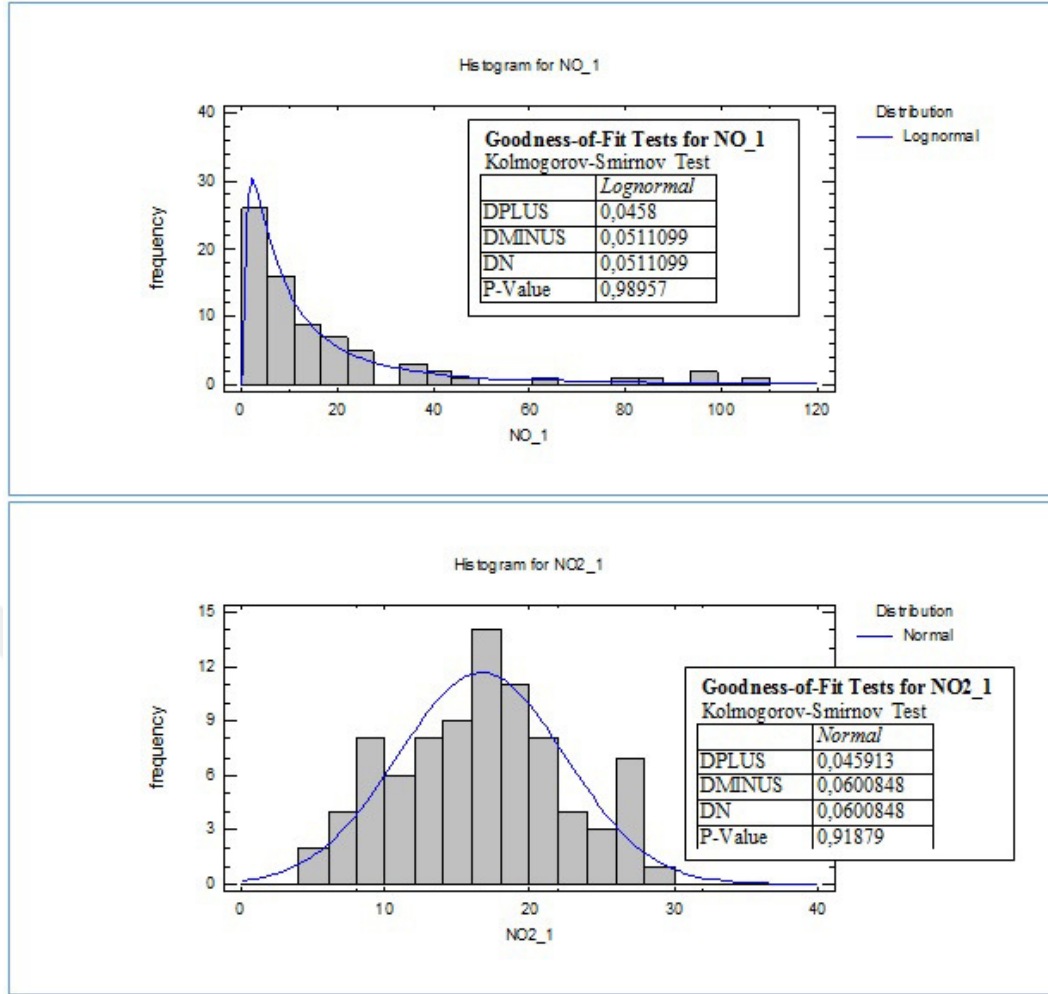 Histogram for NO_1
40
30
20
10
0
frequency
0 20 40 60 80 100 120
NO_1
Distribution
Lognormal
Goodness-of-Fit Tests for NO_1
Kolmogorov-Smirnov Test
Lognormal
DPLUS 0,0458
DMINUS 0,0511099
DN 0,0511099
P-Value 0,98957
Histogram for NO2_1
15
12
9
6
3
0
frequency
0 10 20 30 40
NO2_1
Distribution
Normal
Goodness-of-Fit Tests for NO2_1
Kolmogorov-Smirnov Test
Normal
DPLUS 0,045913
DMINUS 0,0600848
DN 0,0600848
P-Value 0,91879